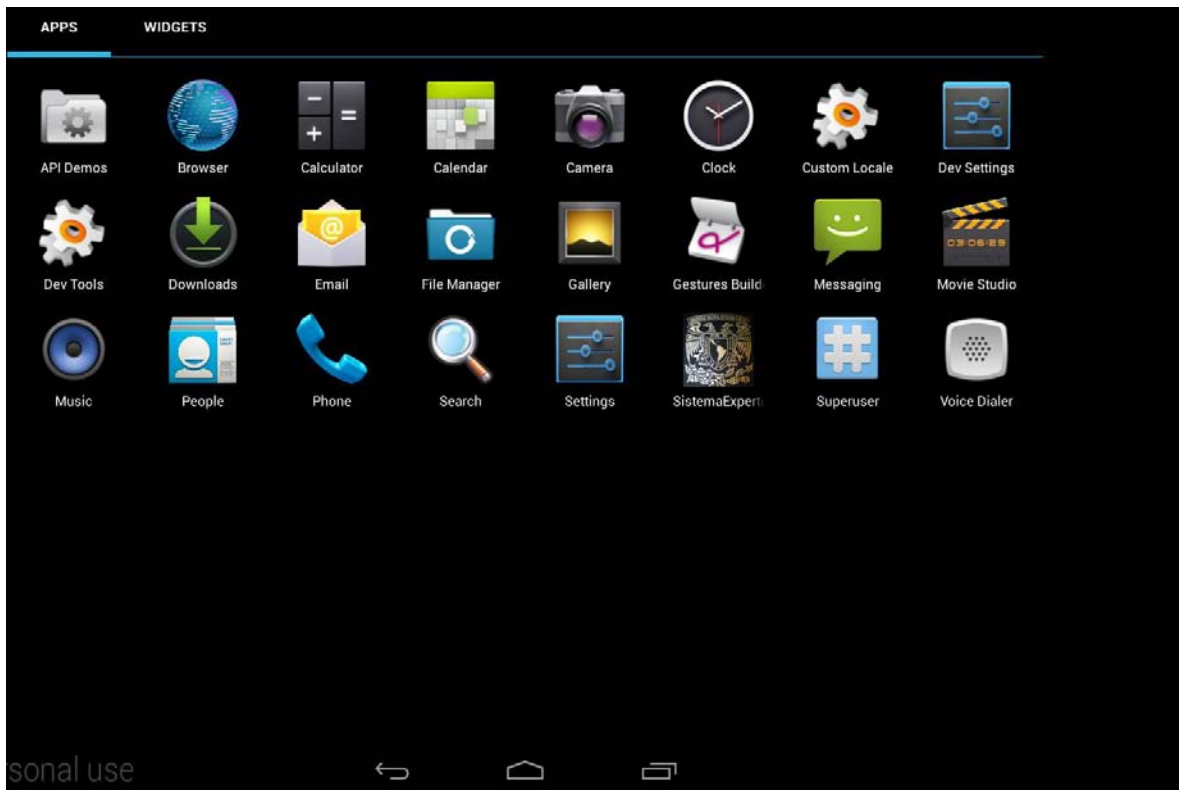 APPS WIDGETS
API Demos Browser Calculator Calendar Camera Clock Custom Locale Dev Settings
Dev Tools Downloads Email File Manager Gallery Gestures Build Messaging Movie Studio
Music People Phone Search Settings SistemaExpert Superuser Voice Dialer
sonal use